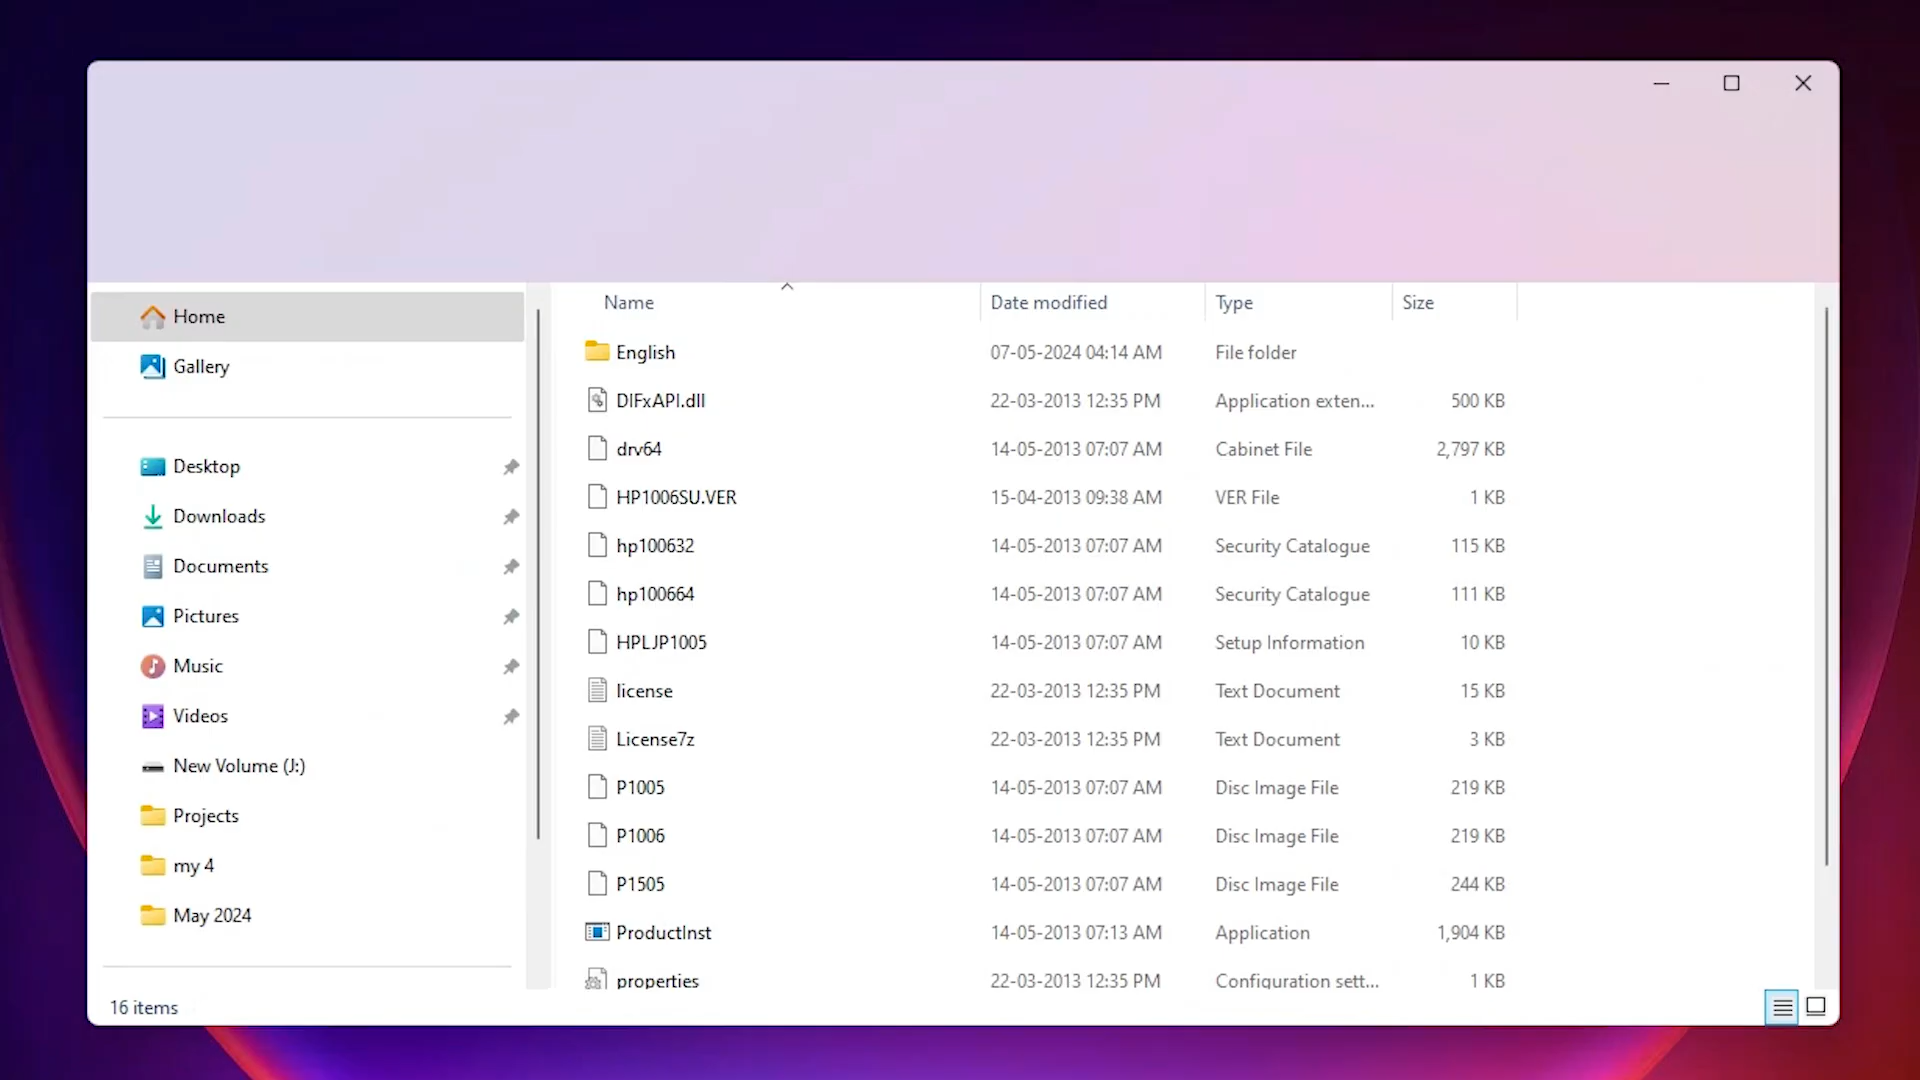 Home
Gallery
Desktop
Downloads
Documents
Pictures
Music
Videos
New Volume (J:)
Projects
my 4
May 2024
Name Date modified Type Size
English 07-05-2024 04:14 AM File folder
DIFxAPI.dll 22-03-2013 12:35 PM Application exten... 500 KB
drv64 14-05-2013 07:07 AM Cabinet File 2,797 KB
HP1006SU.VER 15-04-2013 09:38 AM VER File 1 KB
hp100632 14-05-2013 07:07 AM Security Catalogue 115 KB
hp100664 14-05-2013 07:07 AM Security Catalogue 111 KB
HPLJP1005 14-05-2013 07:07 AM Setup Information 10 KB
license 22-03-2013 12:35 PM Text Document 15 KB
License7z 22-03-2013 12:35 PM Text Document 3 KB
P1005 14-05-2013 07:07 AM Disc Image File 219 KB
P1006 14-05-2013 07:07 AM Disc Image File 219 KB
P1505 14-05-2013 07:07 AM Disc Image File 244 KB
ProductInst 14-05-2013 07:13 AM Application 1,904 KB
properties 22-03-2013 12:35 PM Configuration sett... 1 KB
16 items